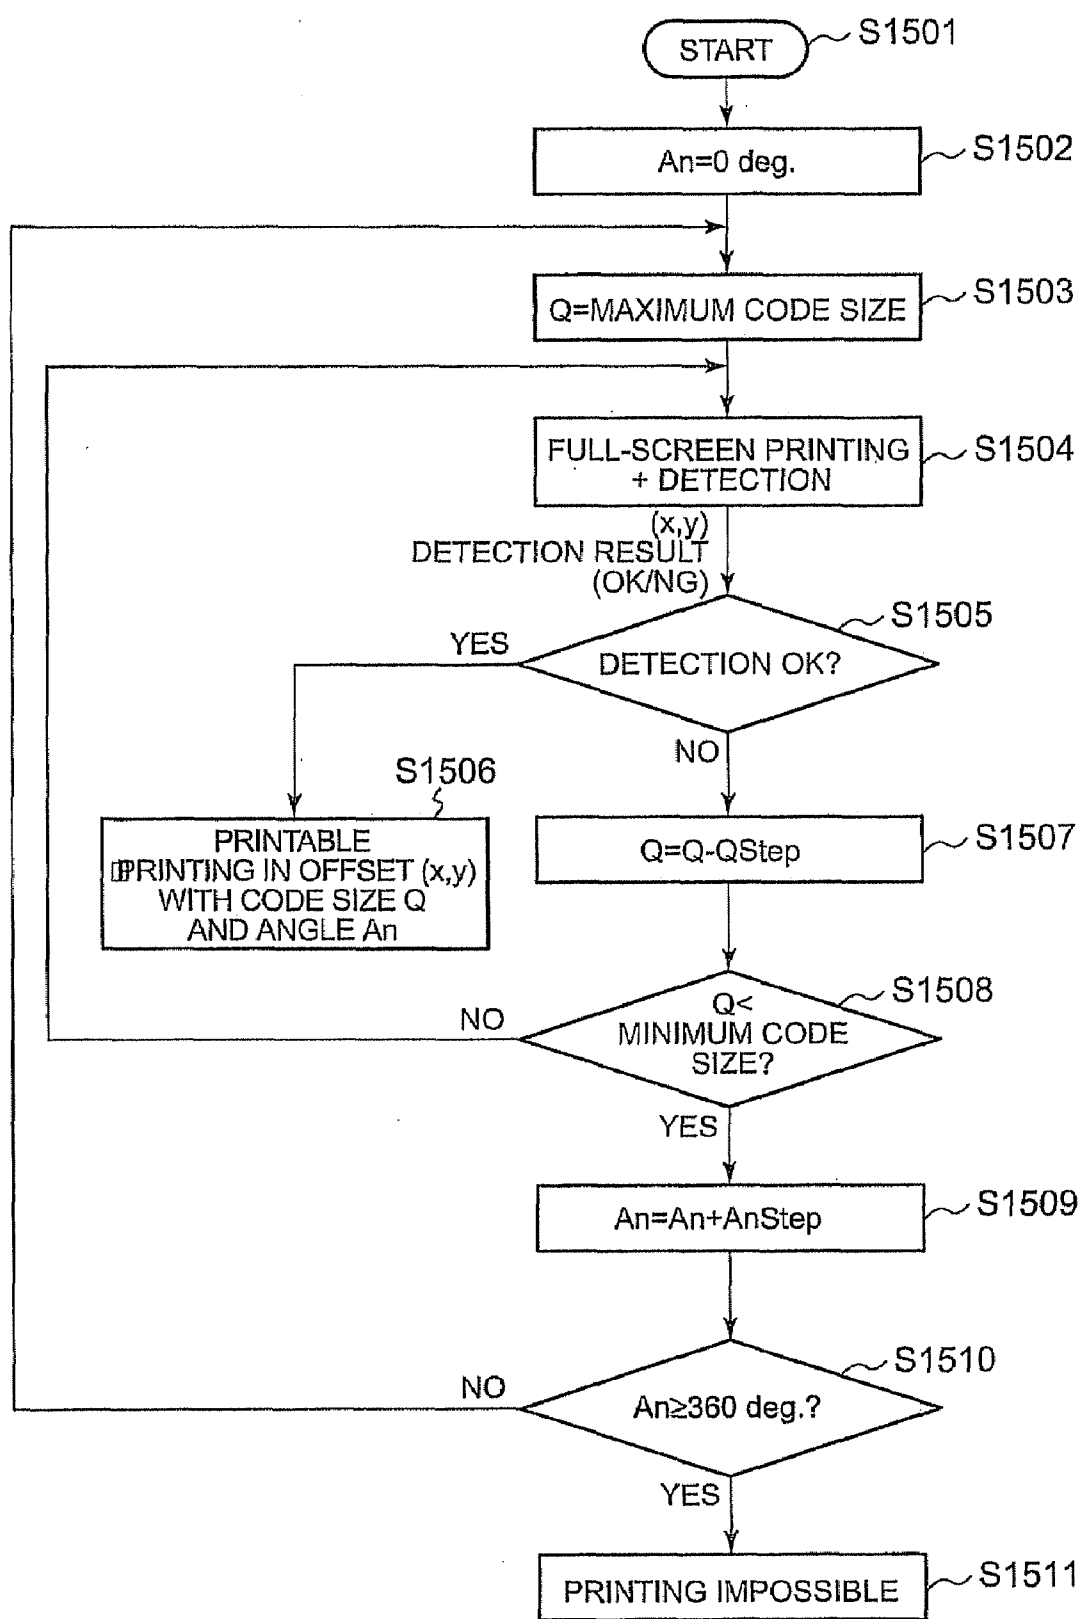 START
S1501
An=0 deg.
S1502
Q=MAXIMUM CODE SIZE
S1503
FULL-SCREEN PRINTING
+ DETECTION
S1504
(x,y)
DETECTION RESULT
(OK/NG)
DETECTION OK?
S1505
YES
NO
S1506
PRINTABLE
PRINTING IN OFFSET (x,y)
WITH CODE SIZE Q
AND ANGLE An
Q=Q-QStep
S1507
Q<
MINIMUM CODE
SIZE?
S1508
NO
YES
An=An+AnStep
S1509
An≥360 deg.?
S1510
NO
YES
PRINTING IMPOSSIBLE
S1511